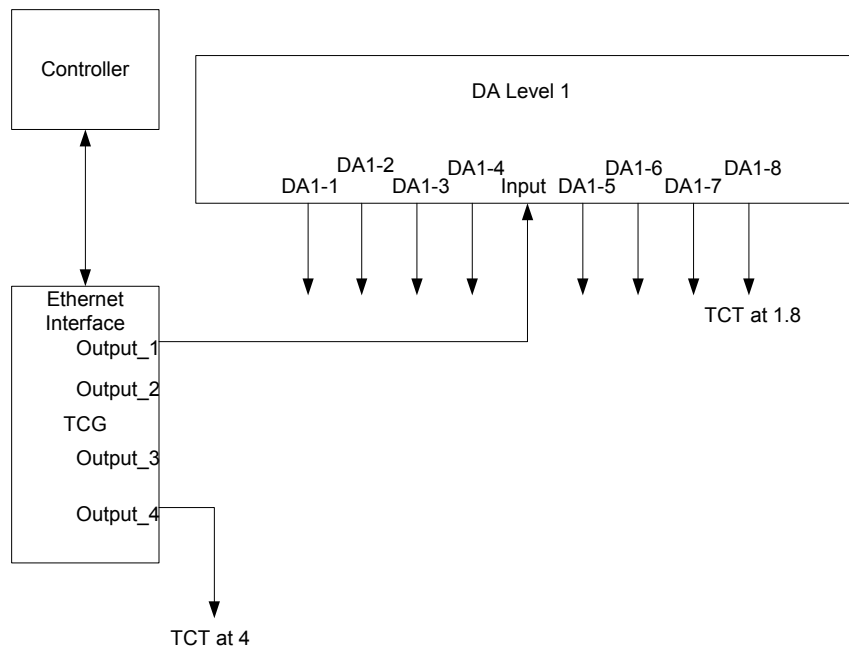 Controller
DA Level 1
DA1-1
DA1-2
DA1-3
DA1-4
Input
DA1-5
DA1-6
DA1-7
DA1-8
TCT at 1.8
Ethernet
Interface
Output_1
Output_2
TCG
Output_3
Output_4
TCT at 4